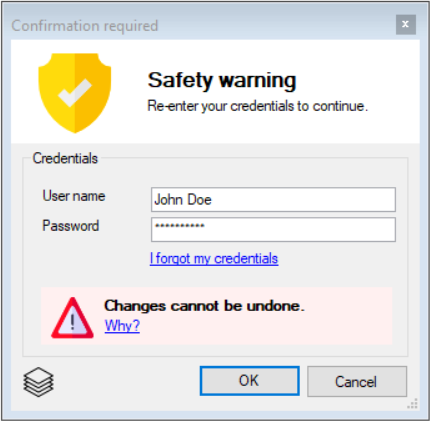 Confirmation required
x
Safety warning
Re-enter your credentials to continue.
Credentials
User name
John Doe
Password
**********
I forgot my credentials
Changes cannot be undone.
Why?
OK
Cancel